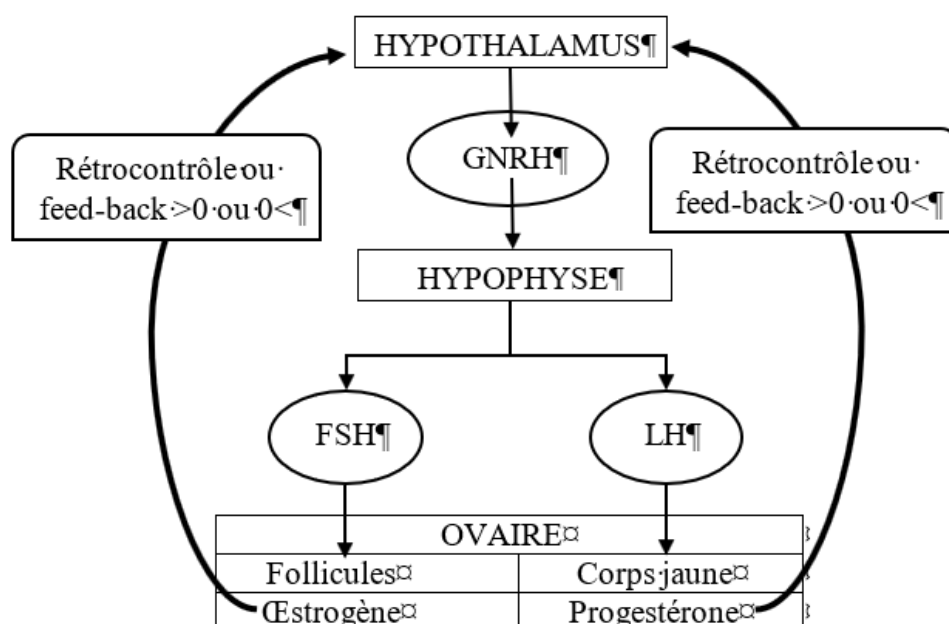 HYPOTHALAMUS¶
Rétrocontrôle·ou·
feed-back·>0·ou·0<¶
GNRH¶
Rétrocontrôle·ou·
feed-back·>0·ou·0<¶
HYPOPHYSE¶
FSH¶
LH¶
OVAIRE¤
Follicules¤
Corps·jaune¤
Œstrogène¤
Progestérone¤